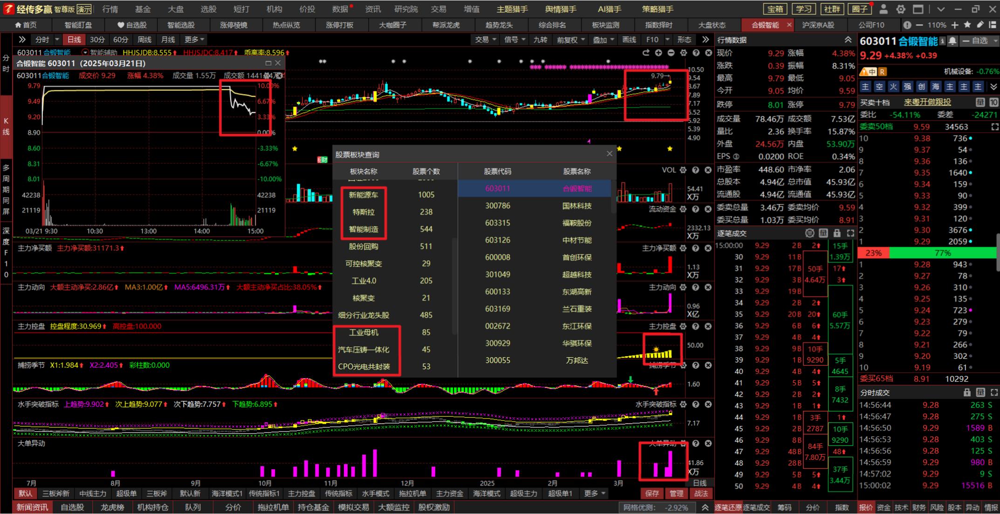 经传多赢 智尊版 演示 行情 基金 大盘 选股 短打 机构 价投 数据 资讯 研究院 交易 增值 主题猎手 舆情猎手 AI猎手 策略猎手 宝箱 学习 社群 圈子
首页 智能盯盘 自选股 智能选股 涨停棱镜 热点纵览 涨停打板 大咖圈子 帮派龙虎 趋势龙头 综合排名 板块监测 指数择时 大盘状态 合锻智能 沪深京A股 公司F10 110%
分时 日线 30分 60分 周线 月线 更多 交易 信号 九转 前复权 叠加 画线 F10 形态
分时
K线
多周期同屏
深度F10
603011 合锻智能 智能辅助 HHJSJDB:8.555 HHJSJDC:8.417 乖离率:8.596
合锻智能 603011（2025年03月21日）
603011 合锻智能 成交价 9.29 涨幅 4.38% 成交量 1.55万 成交额
9.79 10.00%
9.49 6.67%
9.20 3.33%
8.90 0.00%
8.60 -3.33%
8.31 -6.67%
8.01 -10.00%
42238 42238
21119 21119
03/21 9:30 10:30 13:00 14:00 15:00
9.79
10.50
9.54
8.67
7.89
7.17
6.52
5.92
5.39
4.90
股票板块查询
板块名称 股票个数 股票代码 股票名称
新能源车 1005
特斯拉 238
智能制造 544
股份回购 511
可控核聚变 29
工业4.0 205
核聚变 21
细分行业龙头股 485
工业母机 85
汽车压铸一体化 45
CPO光电共封装 53
603011 合锻智能
300786 国林科技
603315 福鞍股份
603126 中材节能
600008 首创环保
301049 超越科技
600133 东湖高新
603169 兰石重装
002672 东江环保
300929 华骐环保
300055 万邦达
VOL
54.41
X万
流动资金
2332.13
X万
主力净买额 主力净买额:31171.3 主力净买额
1.13
X万
主力动向 大额主动净买:2.86亿 MA3:1.00亿 MA5:6496.31万 大额主动净买占比:38.05% 主力动向
0.96
X亿
主力控盘 控盘程度:30.969 高控盘:100.000 主力控盘
50.00
捕捞季节 X1:1.984 X2:2.405 彩柱数:0.000 捕捞季节
1.60
水手突破指标 上趋势:9.902 次上趋势:9.077 次下趋势:7.757 下趋势:6.895 水手突破指标
7.17
大单异动 大单异动
41.86
X万
7月 8月 9月 10月 11月 12月 2025 2月 3月 日线
默认 三板斧新 中线主力 超级单 三板斧 默认新 海洋模式1 传统指标1 主力控盘 传统指标 水手模式 拖拉机单 主力资金 海洋模式 超级主力 超级单1 更多 保存 管理 战法
新闻资讯 自选股 龙虎榜 机构持仓 队列 分价 拖拉机单 持仓基金 模拟交易 大额监控 股权激励 网格优测: -2.92%
行情数据
现价 9.29 涨幅 4.38%
涨跌 0.39 振幅 8.31%
最高 9.79 最低 9.05
今开 9.05 均价 9.59
跌停 8.01 涨停 9.79
成交量 78.46万 成交额 7.53亿
量比 2.36 换手率 15.87%
外盘 24.56万 内盘 53.90万
EPS ③ 0.0200 ROE 0.34%
市盈率 448.60 市净率 2.06
总股本 4.94亿 总市值 45.93亿
流通股 4.94亿 流通值 45.93亿
委卖总量 3.46万 委卖均价 9.59
委买总量 1.03万 委买均价 8.91
逐笔成交
15:00:00 9.29 2B 2
30 9.29 11B
31 9.29 17B 17
32 9.29 3B 3
33 9.29 19B
34 9.29 2B 2
35 9.29 20B 20
36 9.29 6B 6
37 9.29 4B 4
38 9.29 9B
39 9.29 1B
40 9.29 4B 4
41 9.29 5B 5
42 9.29 2B 2
43 9.29 1B 1
44 9.29 1B 1
45 9.29 2B
46 9.29 8B
47 9.29 48B 48
48 9.29 28B
49 9.29 5B 5
50 9.29 4B 4
50手
4.64万
10手
9290
3手
2787
84手
7.80万
15手
1.39万
60手
5.57万
5手
4645
8手
7432
10手
9290
37手
3.44万
逐笔还原 逐笔成交 筹码 分价 指数
603011 合锻智能 自选
9.29 +4.38% +0.39
中 R 机械设备: -0.76%
主 空 火 强 创 海 主 主 主
买卖十档 来粤开做跟投 10
委比 -54.11% 委差 -24271
委卖50档 9.59 34563
10 9.38 736
9 9.37 54
8 9.36 136
7 9.35 1640
6 9.34 159
5 9.33 90
4 9.32 399
3 9.31 120
2 9.30 3676
1 9.29 2059
23% 77%
1 9.28 943
2 9.27 78
3 9.26 310
4 9.25 135
5 9.24 723
6 9.23 279
7 9.22 79
8 9.21 266
9 9.20 302
10 9.19 61
委买65档 8.91 10292
分时成交
14:56:44 9.28 263 S
14:56:47 9.28 275 S
14:56:50 9.29 1589 B
14:56:53 9.28 403 S
14:56:56 9.28 125 S
14:56:59 9.29 980 B
14:57:02 9.29 9 S
15:00:02 9.29 15516 B
报价 资金 技术 财务 风险 股本 异动 情报